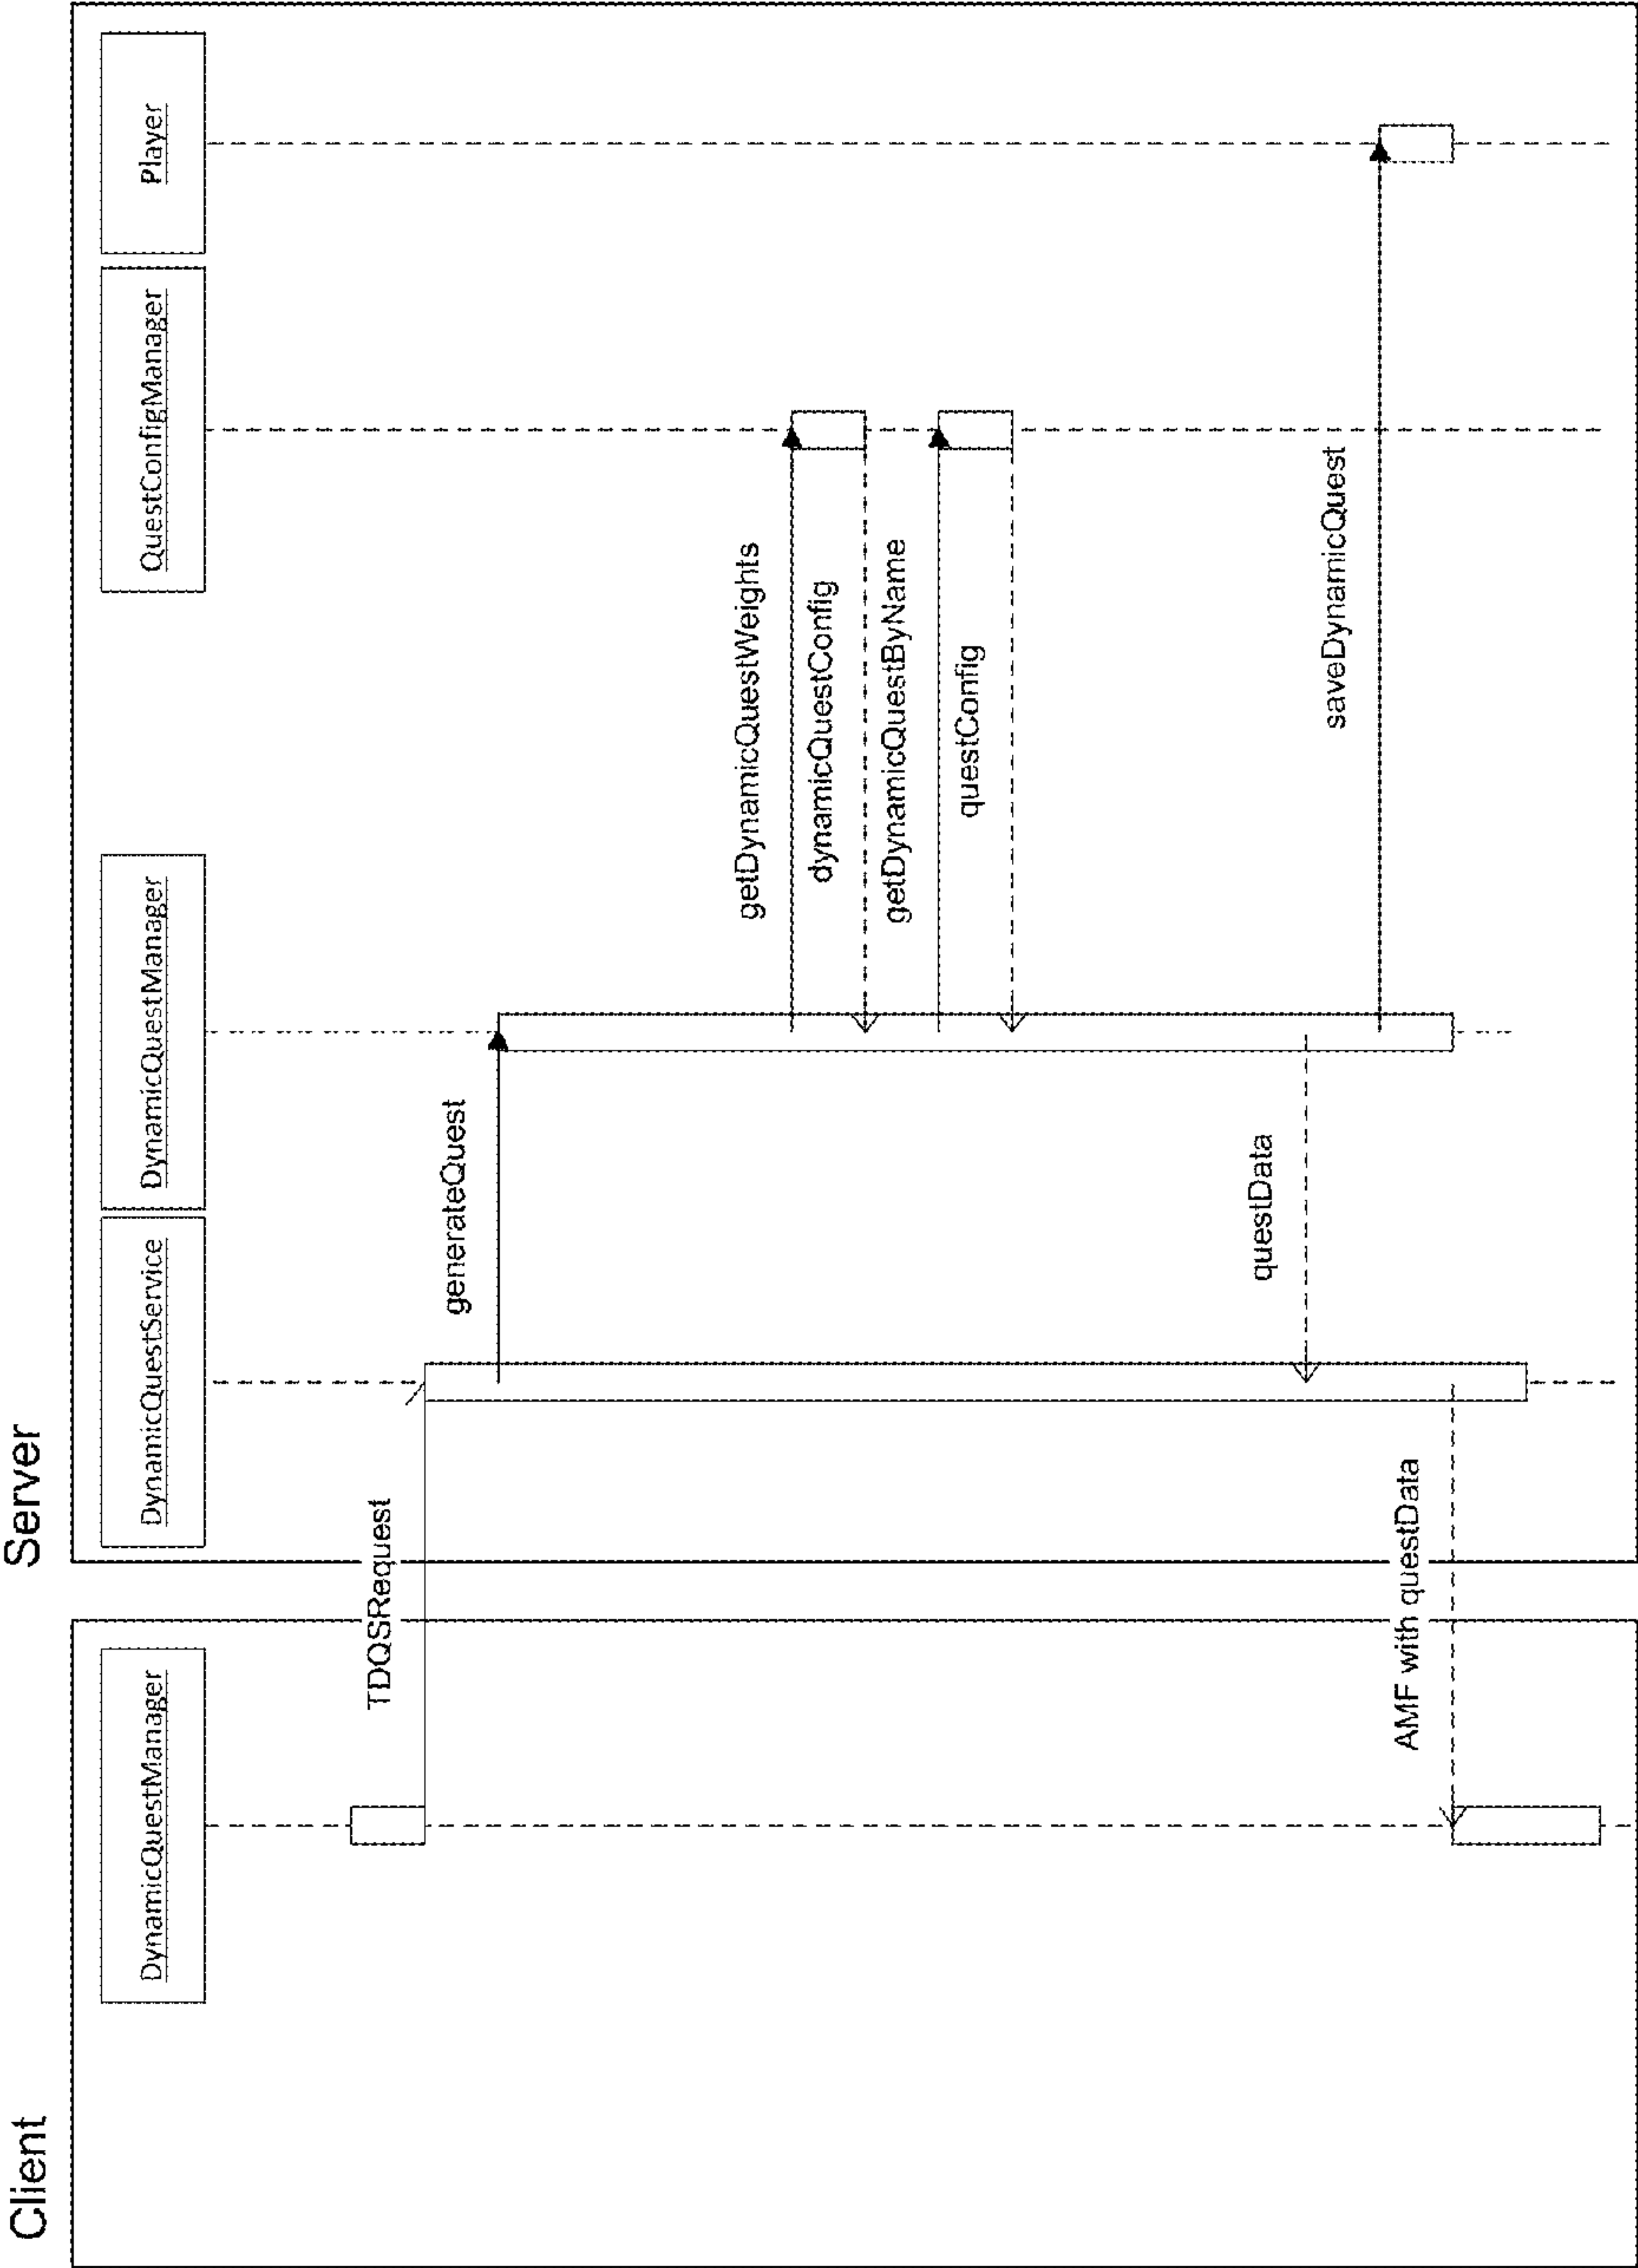 Client
Server
DynamicQuestManager
DynamicQuestService
DynamicQuestManager
QuestConfigManager
Player
TDQSRequest
generateQuest
getDynamicQuestWeights
dynamicQuestConfig
getDynamicQuestByName
questConfig
questData
saveDynamicQuest
AMF with questData